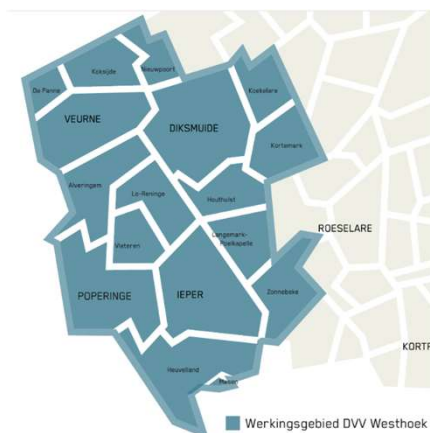 Koksijde
Nieuwpoort
De Panne
Koekelare
VEURNE
DIKSMUIDE
Kortemark
Alveringem
Lo-Reninge
Houthulst
Langemark-
Poelkapelle
ROESELARE
Vleteren
Zonnebeke
POPERINGE
IEPER
KORTR
Heuvelland
Mesen
Werkingsgebied DVV Westhoek